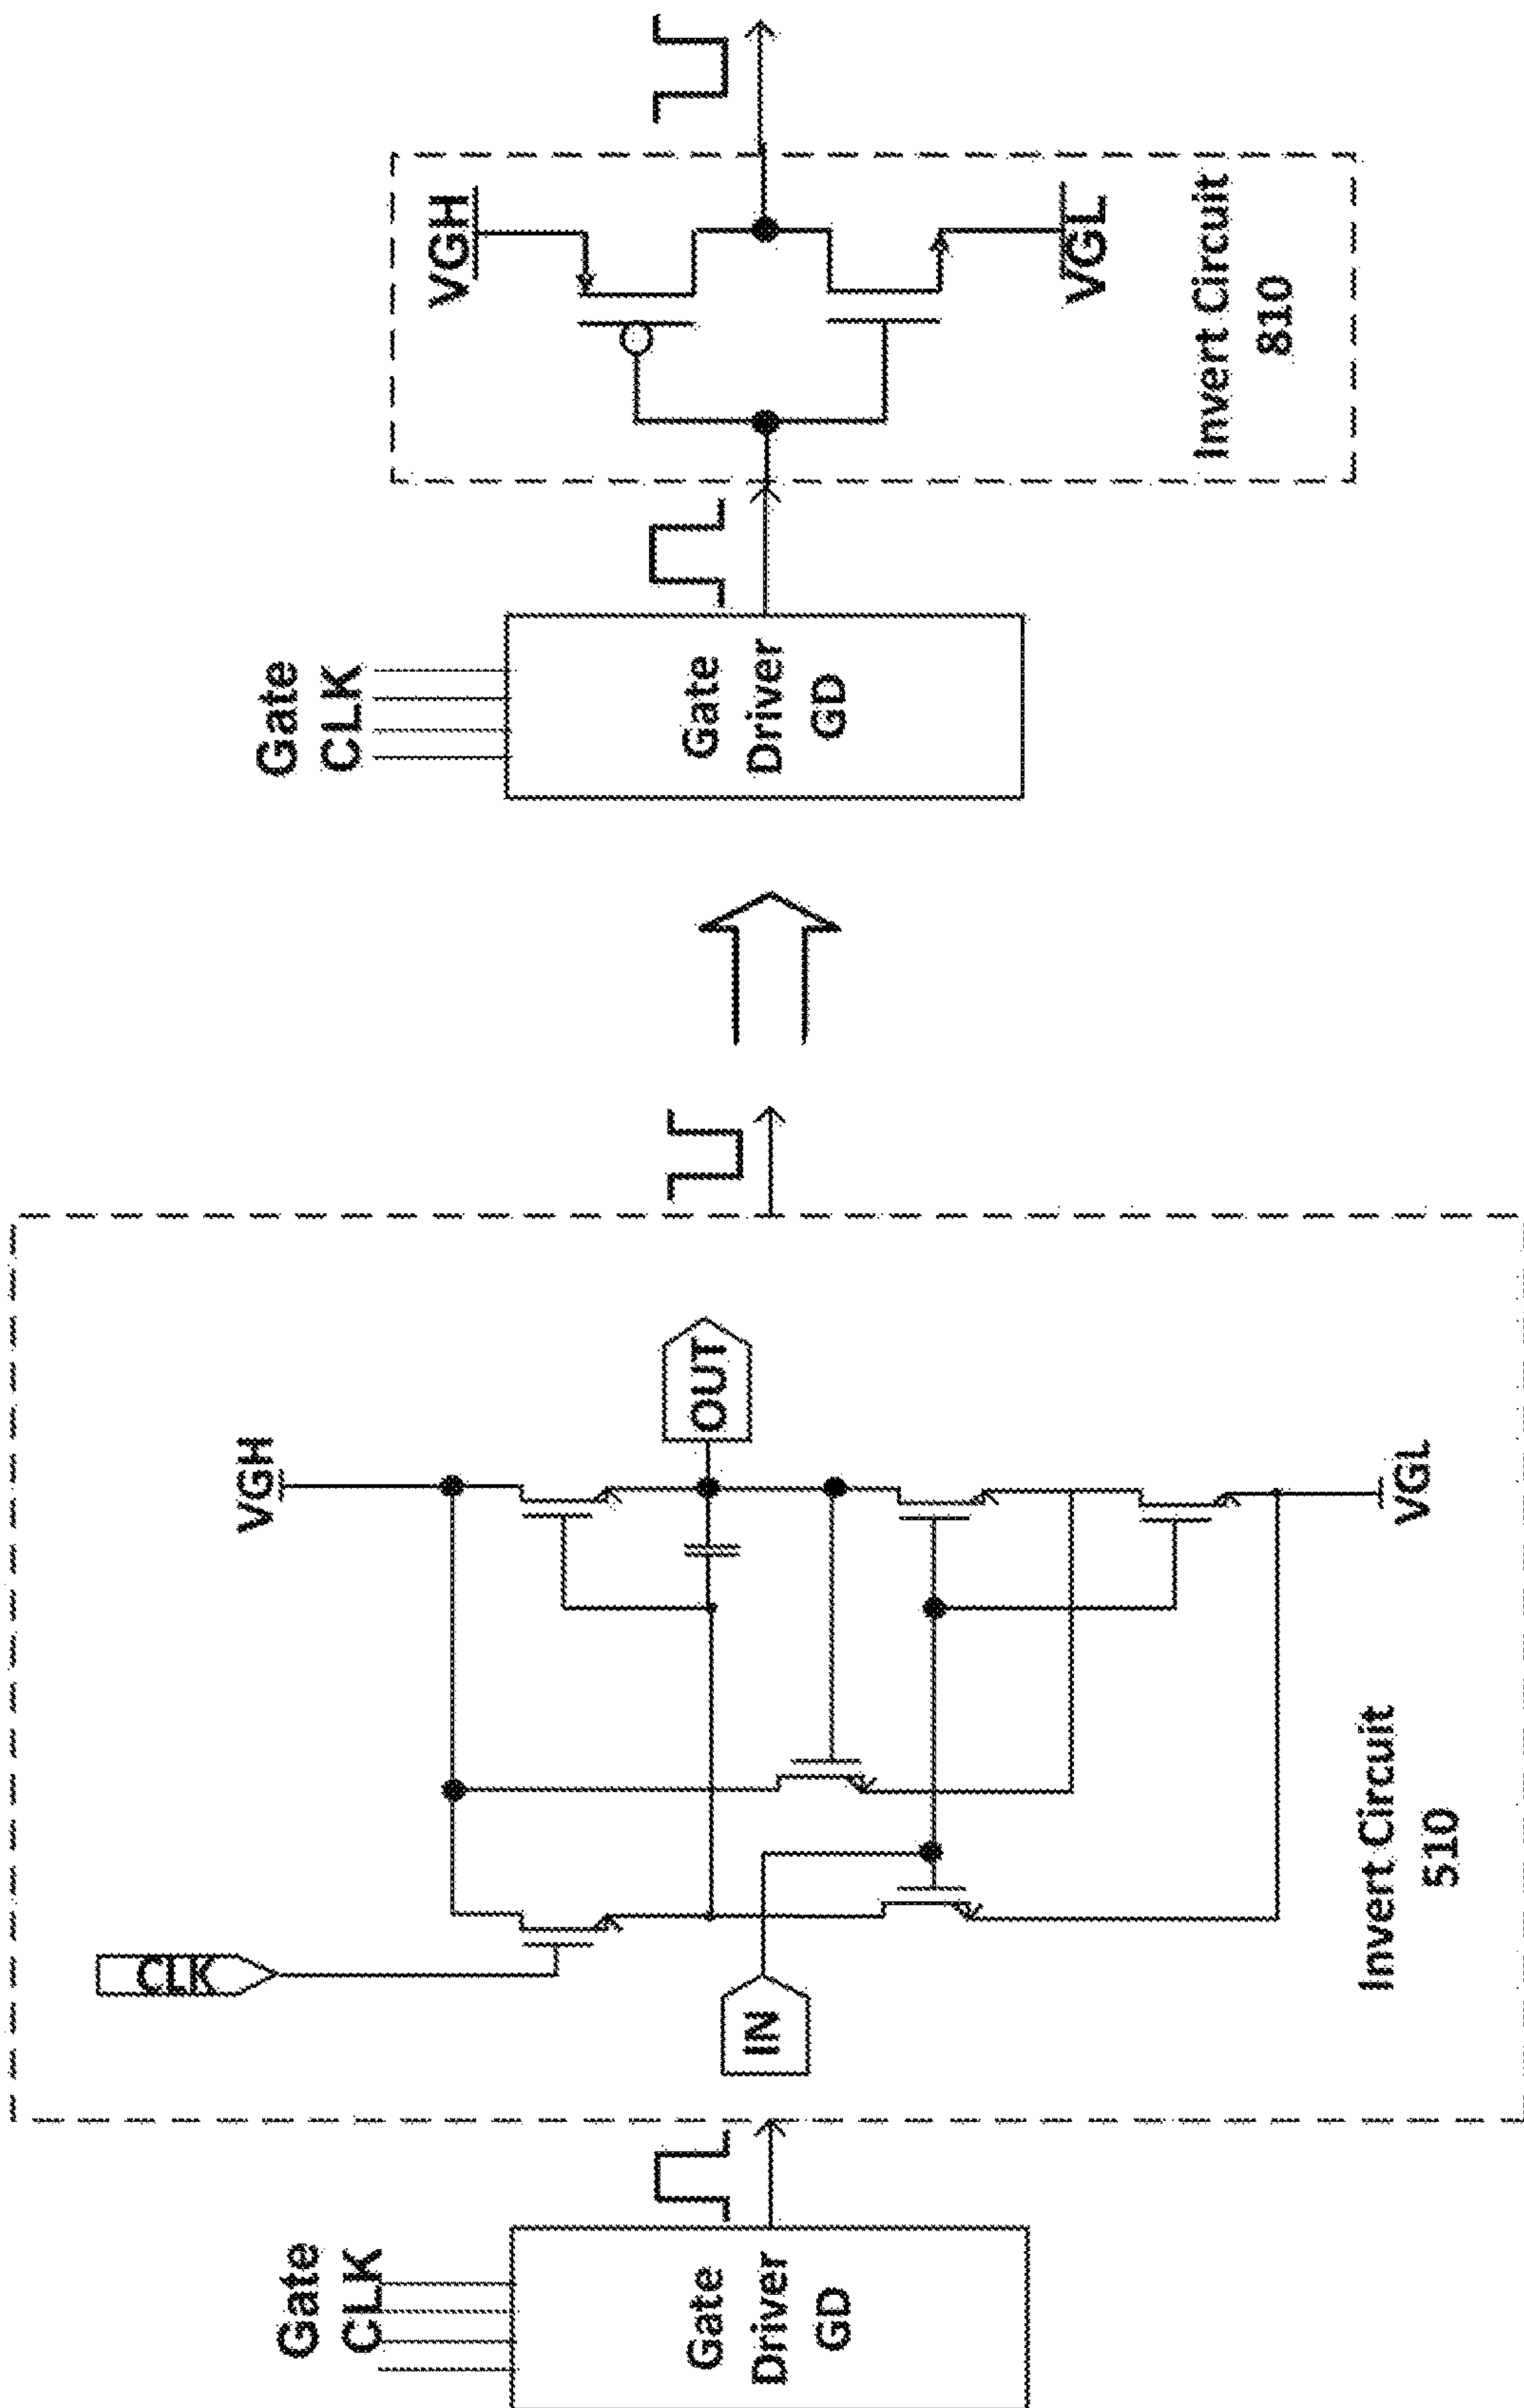 Gate
CLK
Gate
Driver
GD
CLK
IN
VGH
OUT
VGL
Invert Circuit
510
Gate
CLK
Gate
Driver
GD
VGH
VGL
Invert Circuit
810